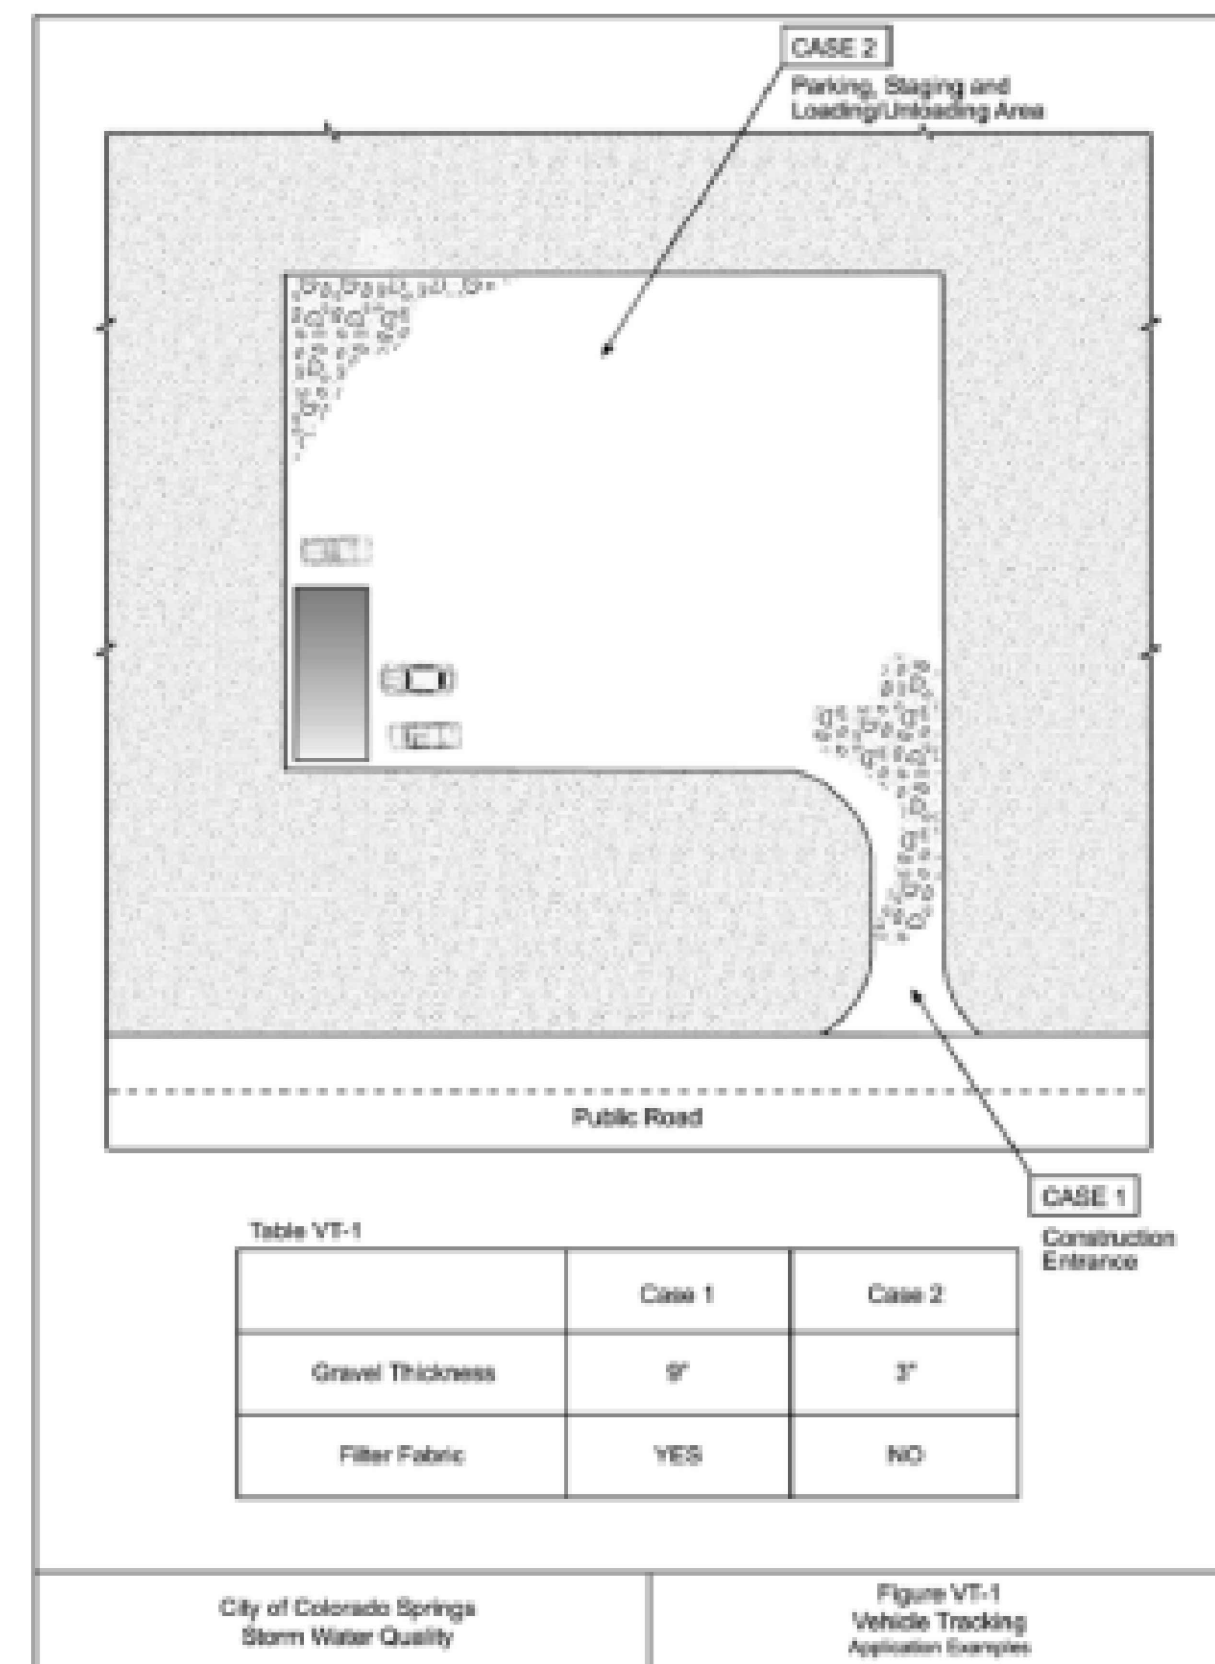 CASE 2
Parking, Staging and
Loading/Unloading Area
Public Road
CASE 1
Construction
Entrance
Table VT-1
Case 1 Case 2
Gravel Thickness 9" 3"
Filter Fabric YES NO
City of Colorado Springs
Storm Water Quality
Figure VT-1
Vehicle Tracking
Application Examples